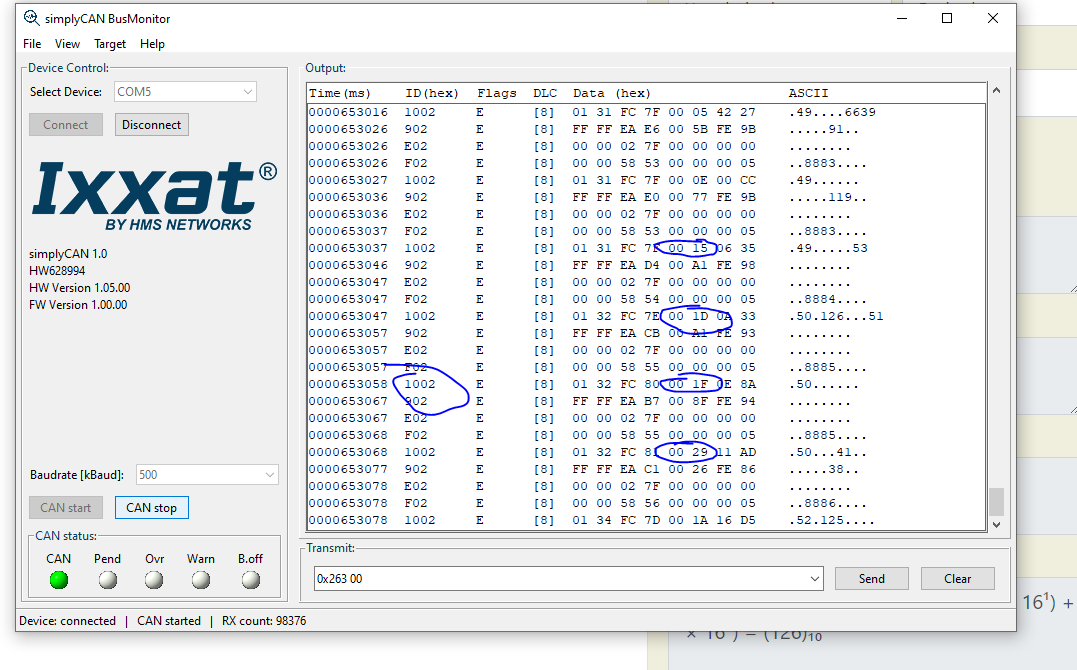 simplyCAN BusMonitor
File View Target Help
Device Control:
Select Device: COM5
Connect Disconnect
Ixxat®
BY HMS NETWORKS
simplyCAN 1.0
HW628994
HW Version 1.05.00
FW Version 1.00.00
Baudrate [kBaud]: 500
CAN start CAN stop
CAN status:
CAN Pend Ovr Warn B.off
Output:
Time(ms) ID(hex) Flags DLC Data (hex) ASCII
0000653016 1002 E [8] 01 31 FC 7F 00 05 42 27 .49....6639
0000653026 902 E [8] FF FF EA E6 00 5B FE 9B .....91..
0000653026 E02 E [8] 00 00 02 7F 00 00 00 00 ........
0000653026 F02 E [8] 00 00 58 53 00 00 00 05 ..8883....
0000653027 1002 E [8] 01 31 FC 7F 00 0E 00 CC .49......
0000653036 902 E [8] FF FF EA E0 00 77 FE 9B .....119..
0000653036 E02 E [8] 00 00 02 7F 00 00 00 00 ........
0000653037 F02 E [8] 00 00 58 53 00 00 00 05 ..8883....
0000653037 1002 E [8] 01 31 FC 7F 00 15 06 35 .49.....53
0000653046 902 E [8] FF FF EA D4 00 A1 FE 98 ........
0000653047 E02 E [8] 00 00 02 7F 00 00 00 00 ........
0000653047 F02 E [8] 00 00 58 54 00 00 00 05 ..8884....
0000653047 1002 E [8] 01 32 FC 7E 00 1D 0A 33 .50.126...51
0000653057 902 E [8] FF FF EA CB 00 A1 FE 93 ........
0000653057 E02 E [8] 00 00 02 7F 00 00 00 00 ........
0000653057 F02 E [8] 00 00 58 55 00 00 00 05 ..8885....
0000653058 1002 E [8] 01 32 FC 80 00 1F 0E 8A .50......
0000653067 902 E [8] FF FF EA B7 00 8F FE 94 ........
0000653067 E02 E [8] 00 00 02 7F 00 00 00 00 ........
0000653068 F02 E [8] 00 00 58 55 00 00 00 05 ..8885....
0000653068 1002 E [8] 01 32 FC 81 00 29 11 AD .50...41..
0000653077 902 E [8] FF FF EA C1 00 26 FE 86 .....38..
0000653078 E02 E [8] 00 00 02 7F 00 00 00 00 ........
0000653078 F02 E [8] 00 00 58 56 00 00 00 05 ..8886....
0000653078 1002 E [8] 01 34 FC 7D 00 1A 16 D5 .52.125....
Transmit:
0x263 00 Send Clear
Device: connected | CAN started | RX count: 98376
16¹) +
= (126)₁₀